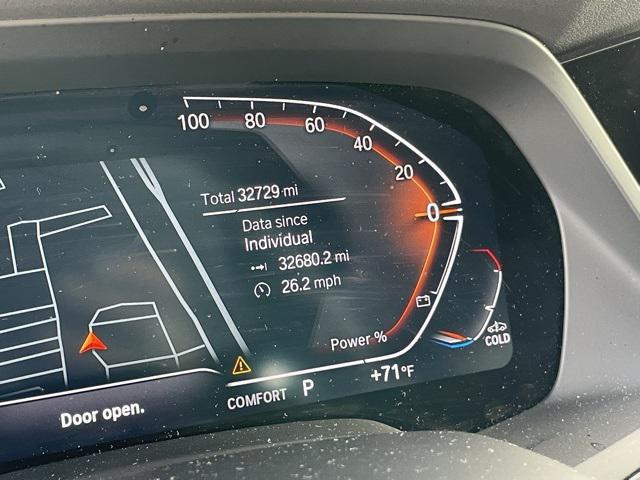 100 80 60 40 20 0
Total 32729 mi
Data since
Individual
32680.2 mi
26.2 mph
Power %
COLD
COMFORT P +71°F
Door open.